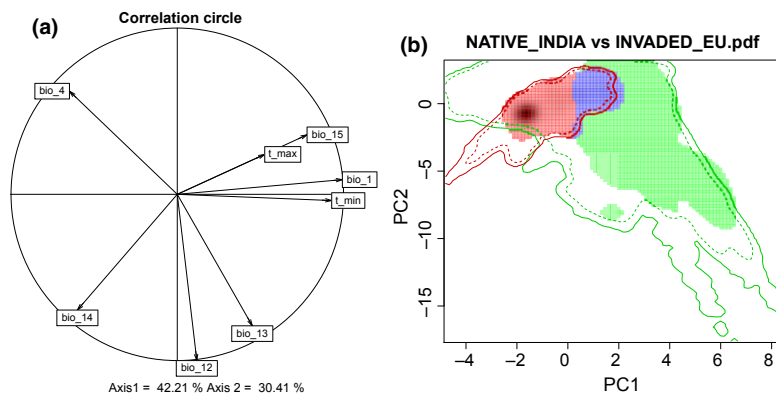 (a)
Correlation circle
bio_4
bio_15
t_max
bio_1
t_min
bio_14
bio_13
bio_12
Axis1 = 42.21 % Axis 2 = 30.41 %
(b)
NATIVE_INDIA vs INVADED_EU.pdf
PC2
0
−5
−10
−15
−4 −2 0 2 4 6 8
PC1